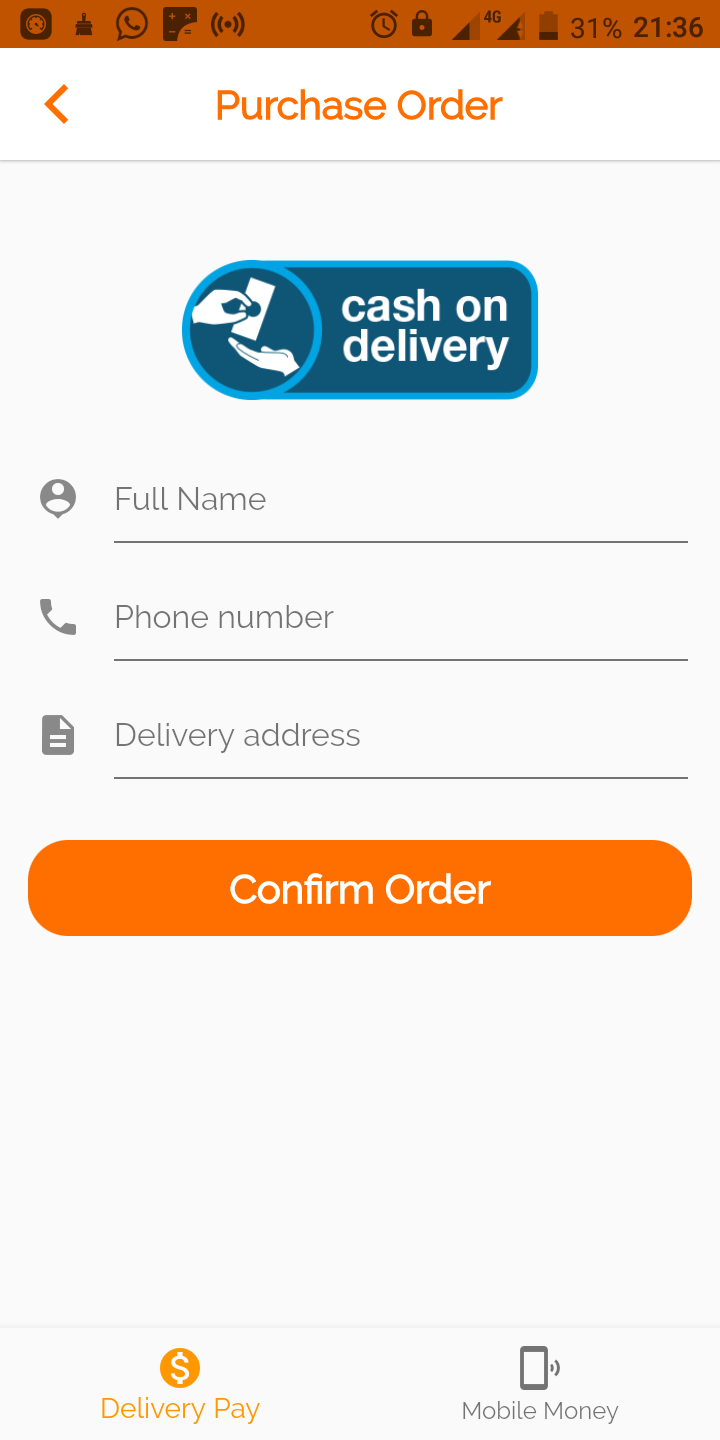 4G 31% 21:36
Purchase Order
cash on
delivery
Full Name
Phone number
Delivery address
Confirm Order
Delivery Pay
Mobile Money